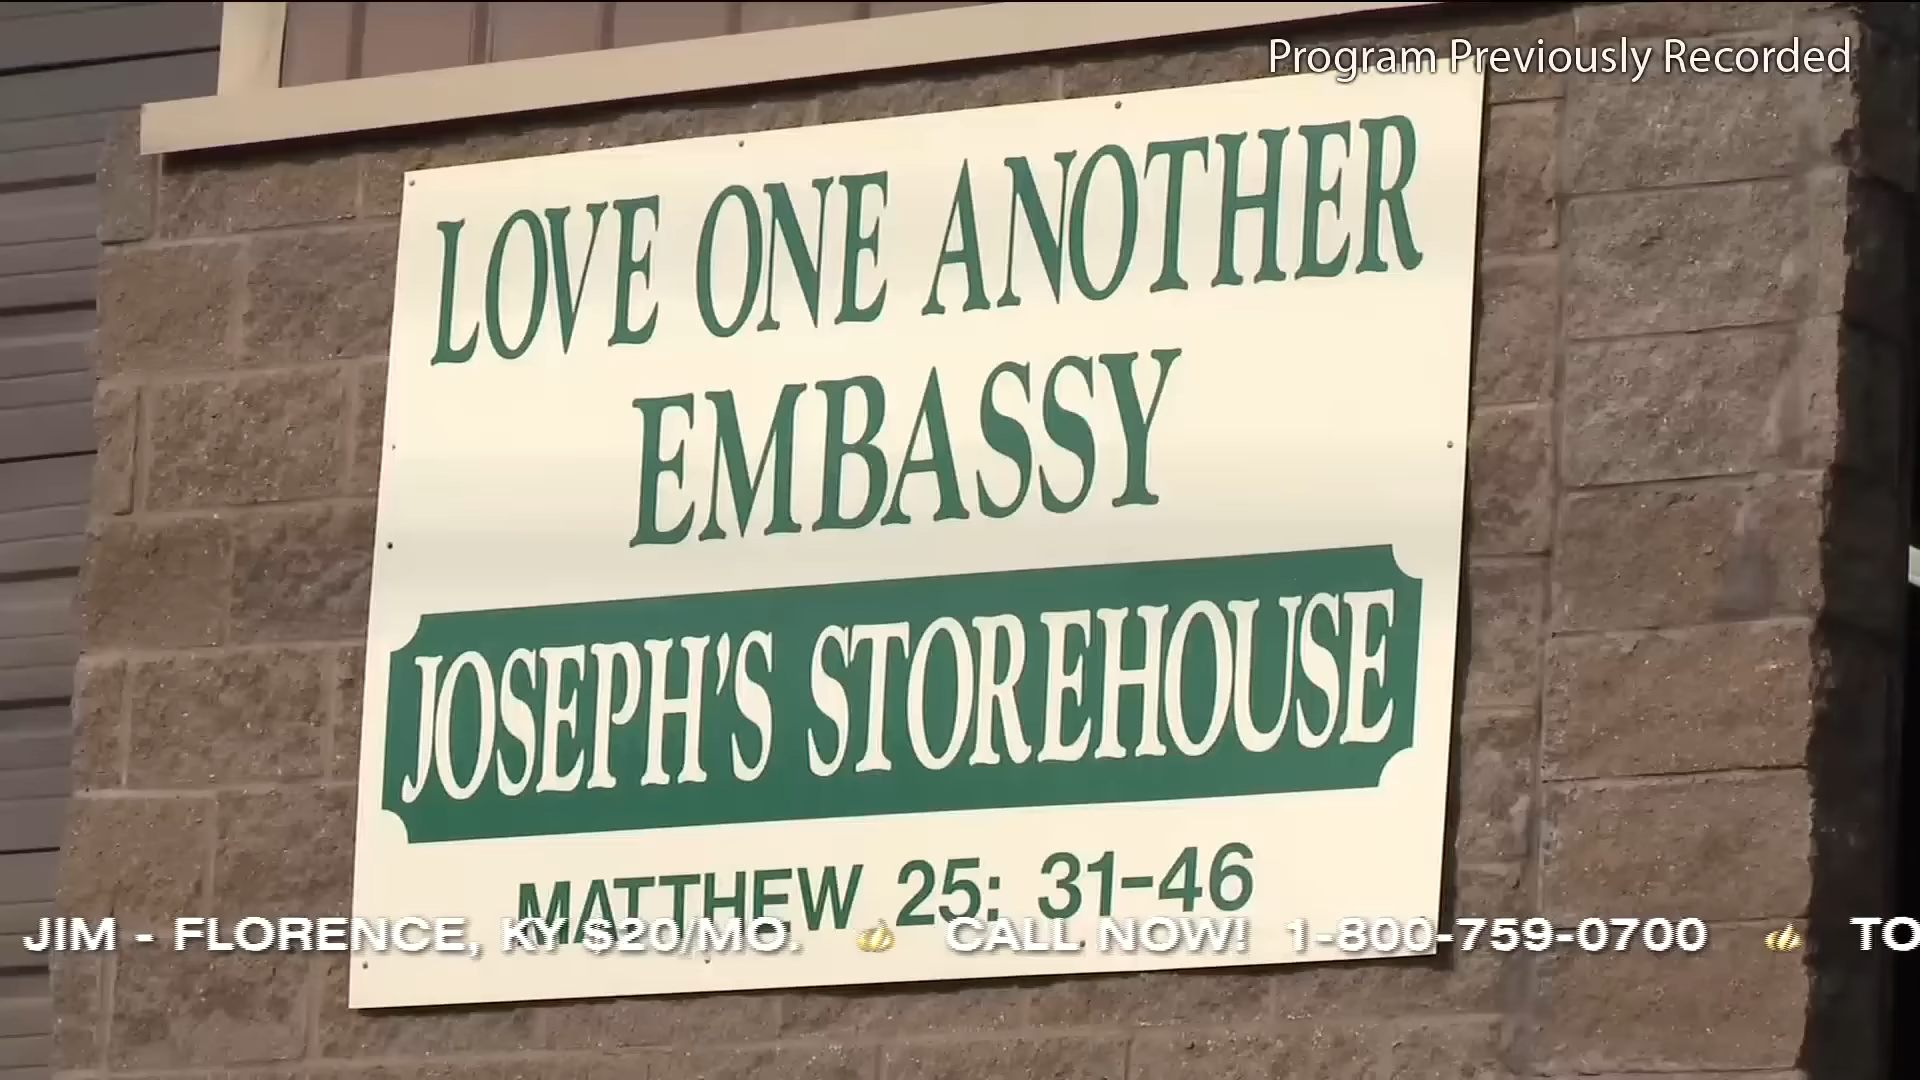 Program Previously Recorded
LOVE ONE ANOTHER
EMBASSY
JOSEPH'S STOREHOUSE
MATTHEW 25: 31-46
JIM - FLORENCE, KY $20/MO. CALL NOW! 1-800-759-0700 TO